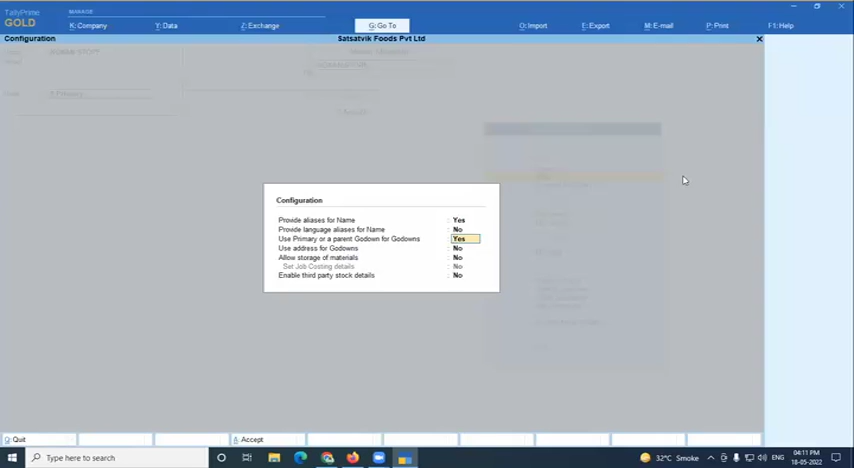 TallyPrime
GOLD
MANAGE
K: Company
Y: Data
Z: Exchange
G: Go To
O: Import
E: Export
M: E-mail
P: Print
F1: Help
Configuration
Satsatvik Foods Pvt Ltd
Configuration
Provide aliases for Name : Yes
Provide language aliases for Name : No
Use Primary or a parent Godown for Godowns : Yes
Use address for Godowns : No
Allow storage of materials : No
Set Job Costing details : No
Enable third party stock details : No
Q: Quit
A: Accept
Type here to search
32°C Smoke
ENG
04:11 PM
18-05-2022